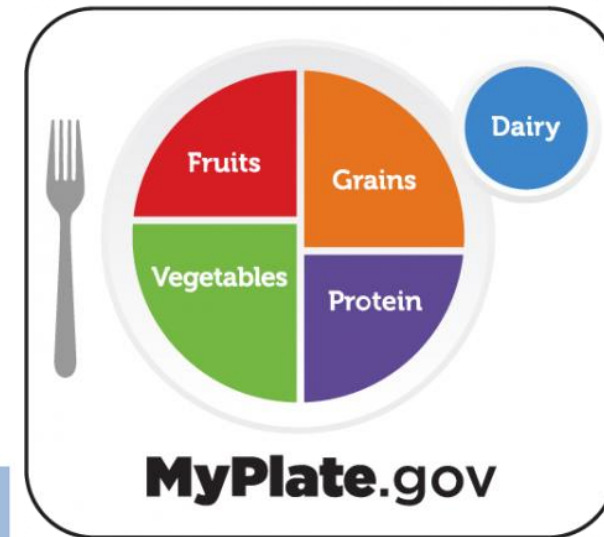 Dairy
Fruits
Grains
Vegetables
Protein
MyPlate.gov